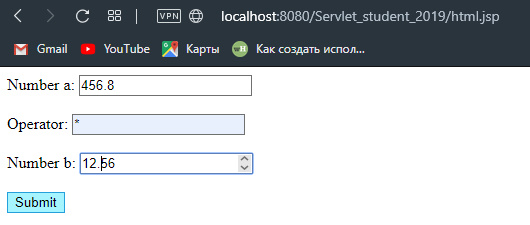 VPN localhost:8080/Servlet_student_2019/html.jsp
Gmail YouTube Карты Как создать испол...
Number a: 456.8
Operator: *
Number b: 12.56
Submit